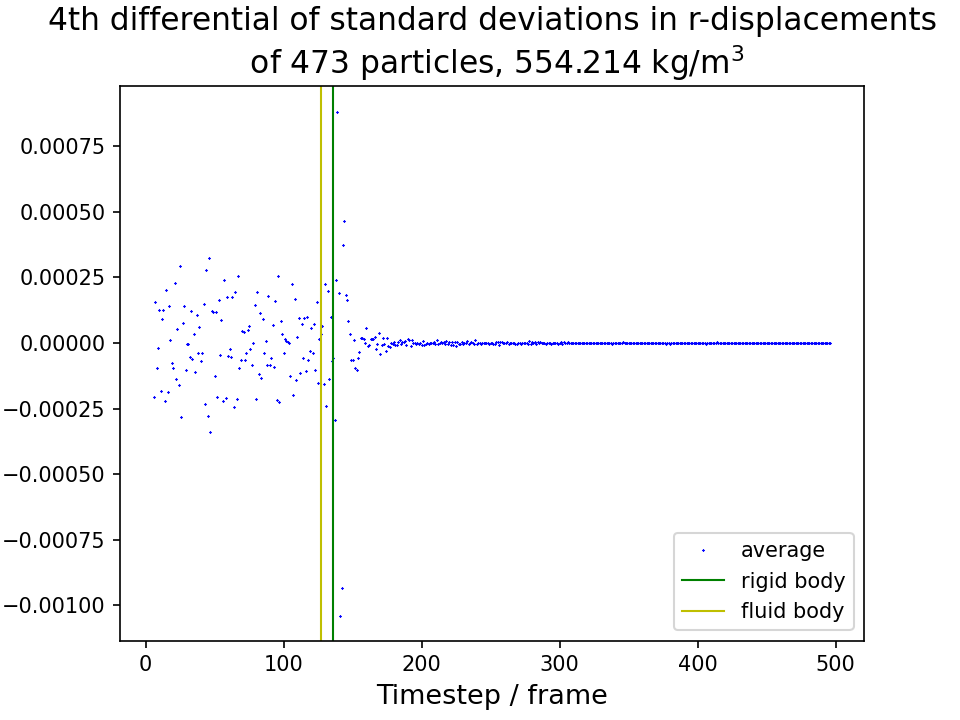 4th differential of standard deviations in r-displacements
of 473 particles, 554.214 kg/m³
0.00075
0.00050
0.00025
0.00000
−0.00025
−0.00050
−0.00075
−0.00100
average
rigid body
fluid body
0 100 200 300 400 500
Timestep / frame